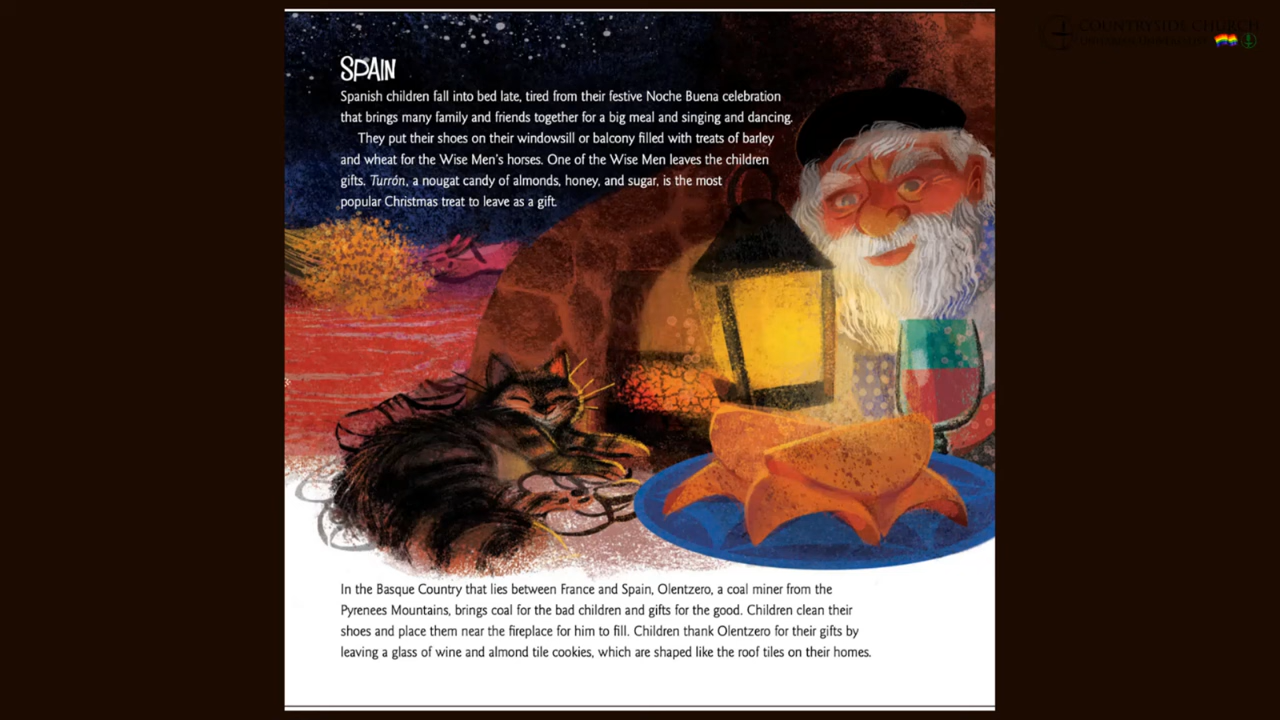 COUNTRYSIDE CHURCH
SPAIN
Spanish children fall into bed late, tired from their festive Noche Buena celebration
that brings many family and friends together for a big meal and singing and dancing.
They put their shoes on their windowsill or balcony filled with treats of barley
and wheat for the Wise Men's horses. One of the Wise Men leaves the children
gifts. Turrón, a nougat candy of almonds, honey, and sugar, is the most
popular Christmas treat to leave as a gift.
In the Basque Country that lies between France and Spain, Olentzero, a coal miner from the
Pyrenees Mountains, brings coal for the bad children and gifts for the good. Children clean their
shoes and place them near the fireplace for him to fill. Children thank Olentzero for their gifts by
leaving a glass of wine and almond tile cookies, which are shaped like the roof tiles on their homes.